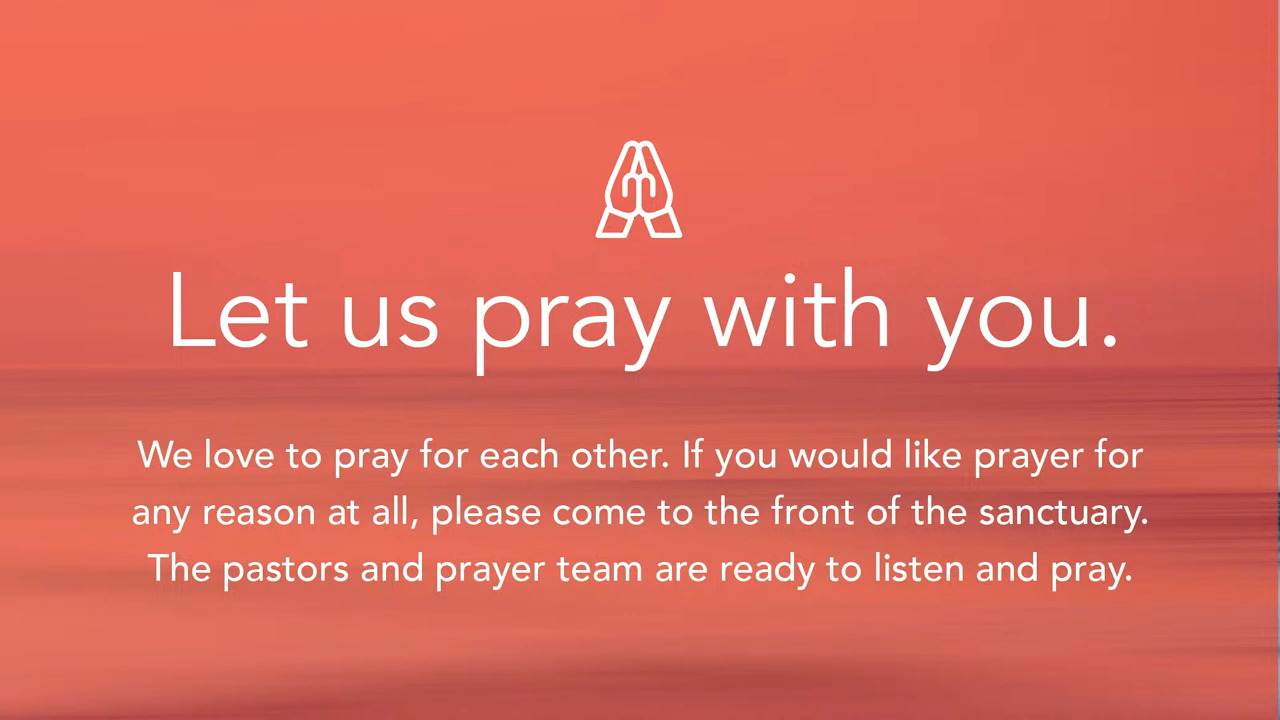 Let us pray with you.
We love to pray for each other. If you would like prayer for
any reason at all, please come to the front of the sanctuary.
The pastors and prayer team are ready to listen and pray.